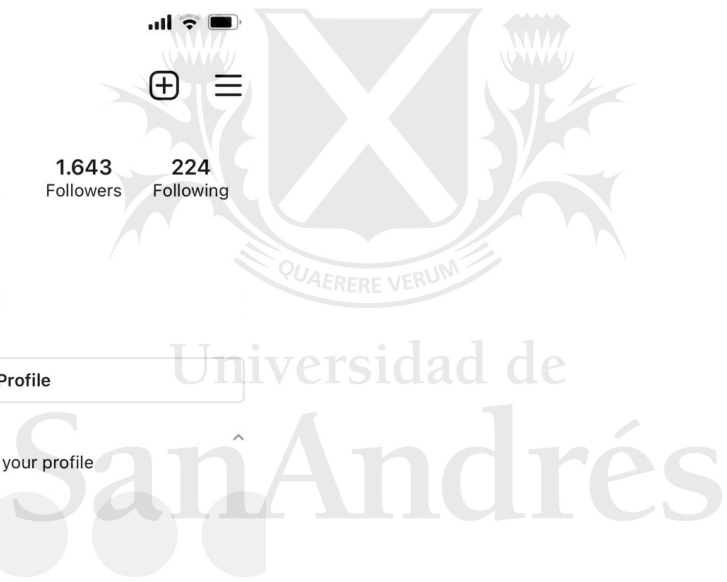 1.643 224
Followers Following
QUAERERE VERUM
Profile
your profile
Universidad de
SanAndrés